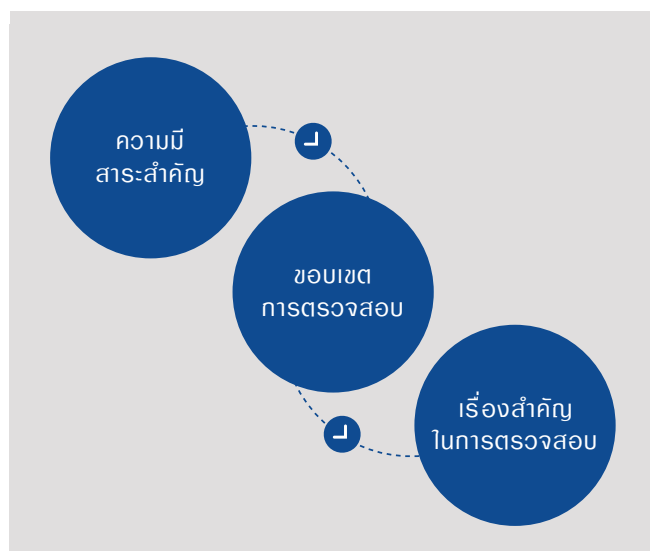 ความมี
สาระสำคัญ
ขอบเขต
การตรวจสอบ
เรื่องสำคัญ
ในการตรวจสอบ